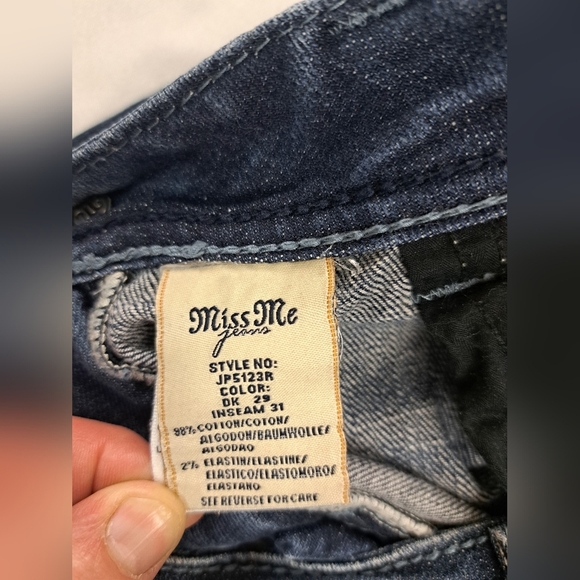 Miss Me
jeans
STYLE NO:
JP5123R
COLOR:
DK 29
INSEAM 31
98% COTTON/COTON/
ALGODON/BAUMWOLLE/
ALGODAO
2% ELASTIN/ELASTINE/
ELASTICO/ELASTOMOROS/
ELASTANO
SEE REVERSE FOR CARE